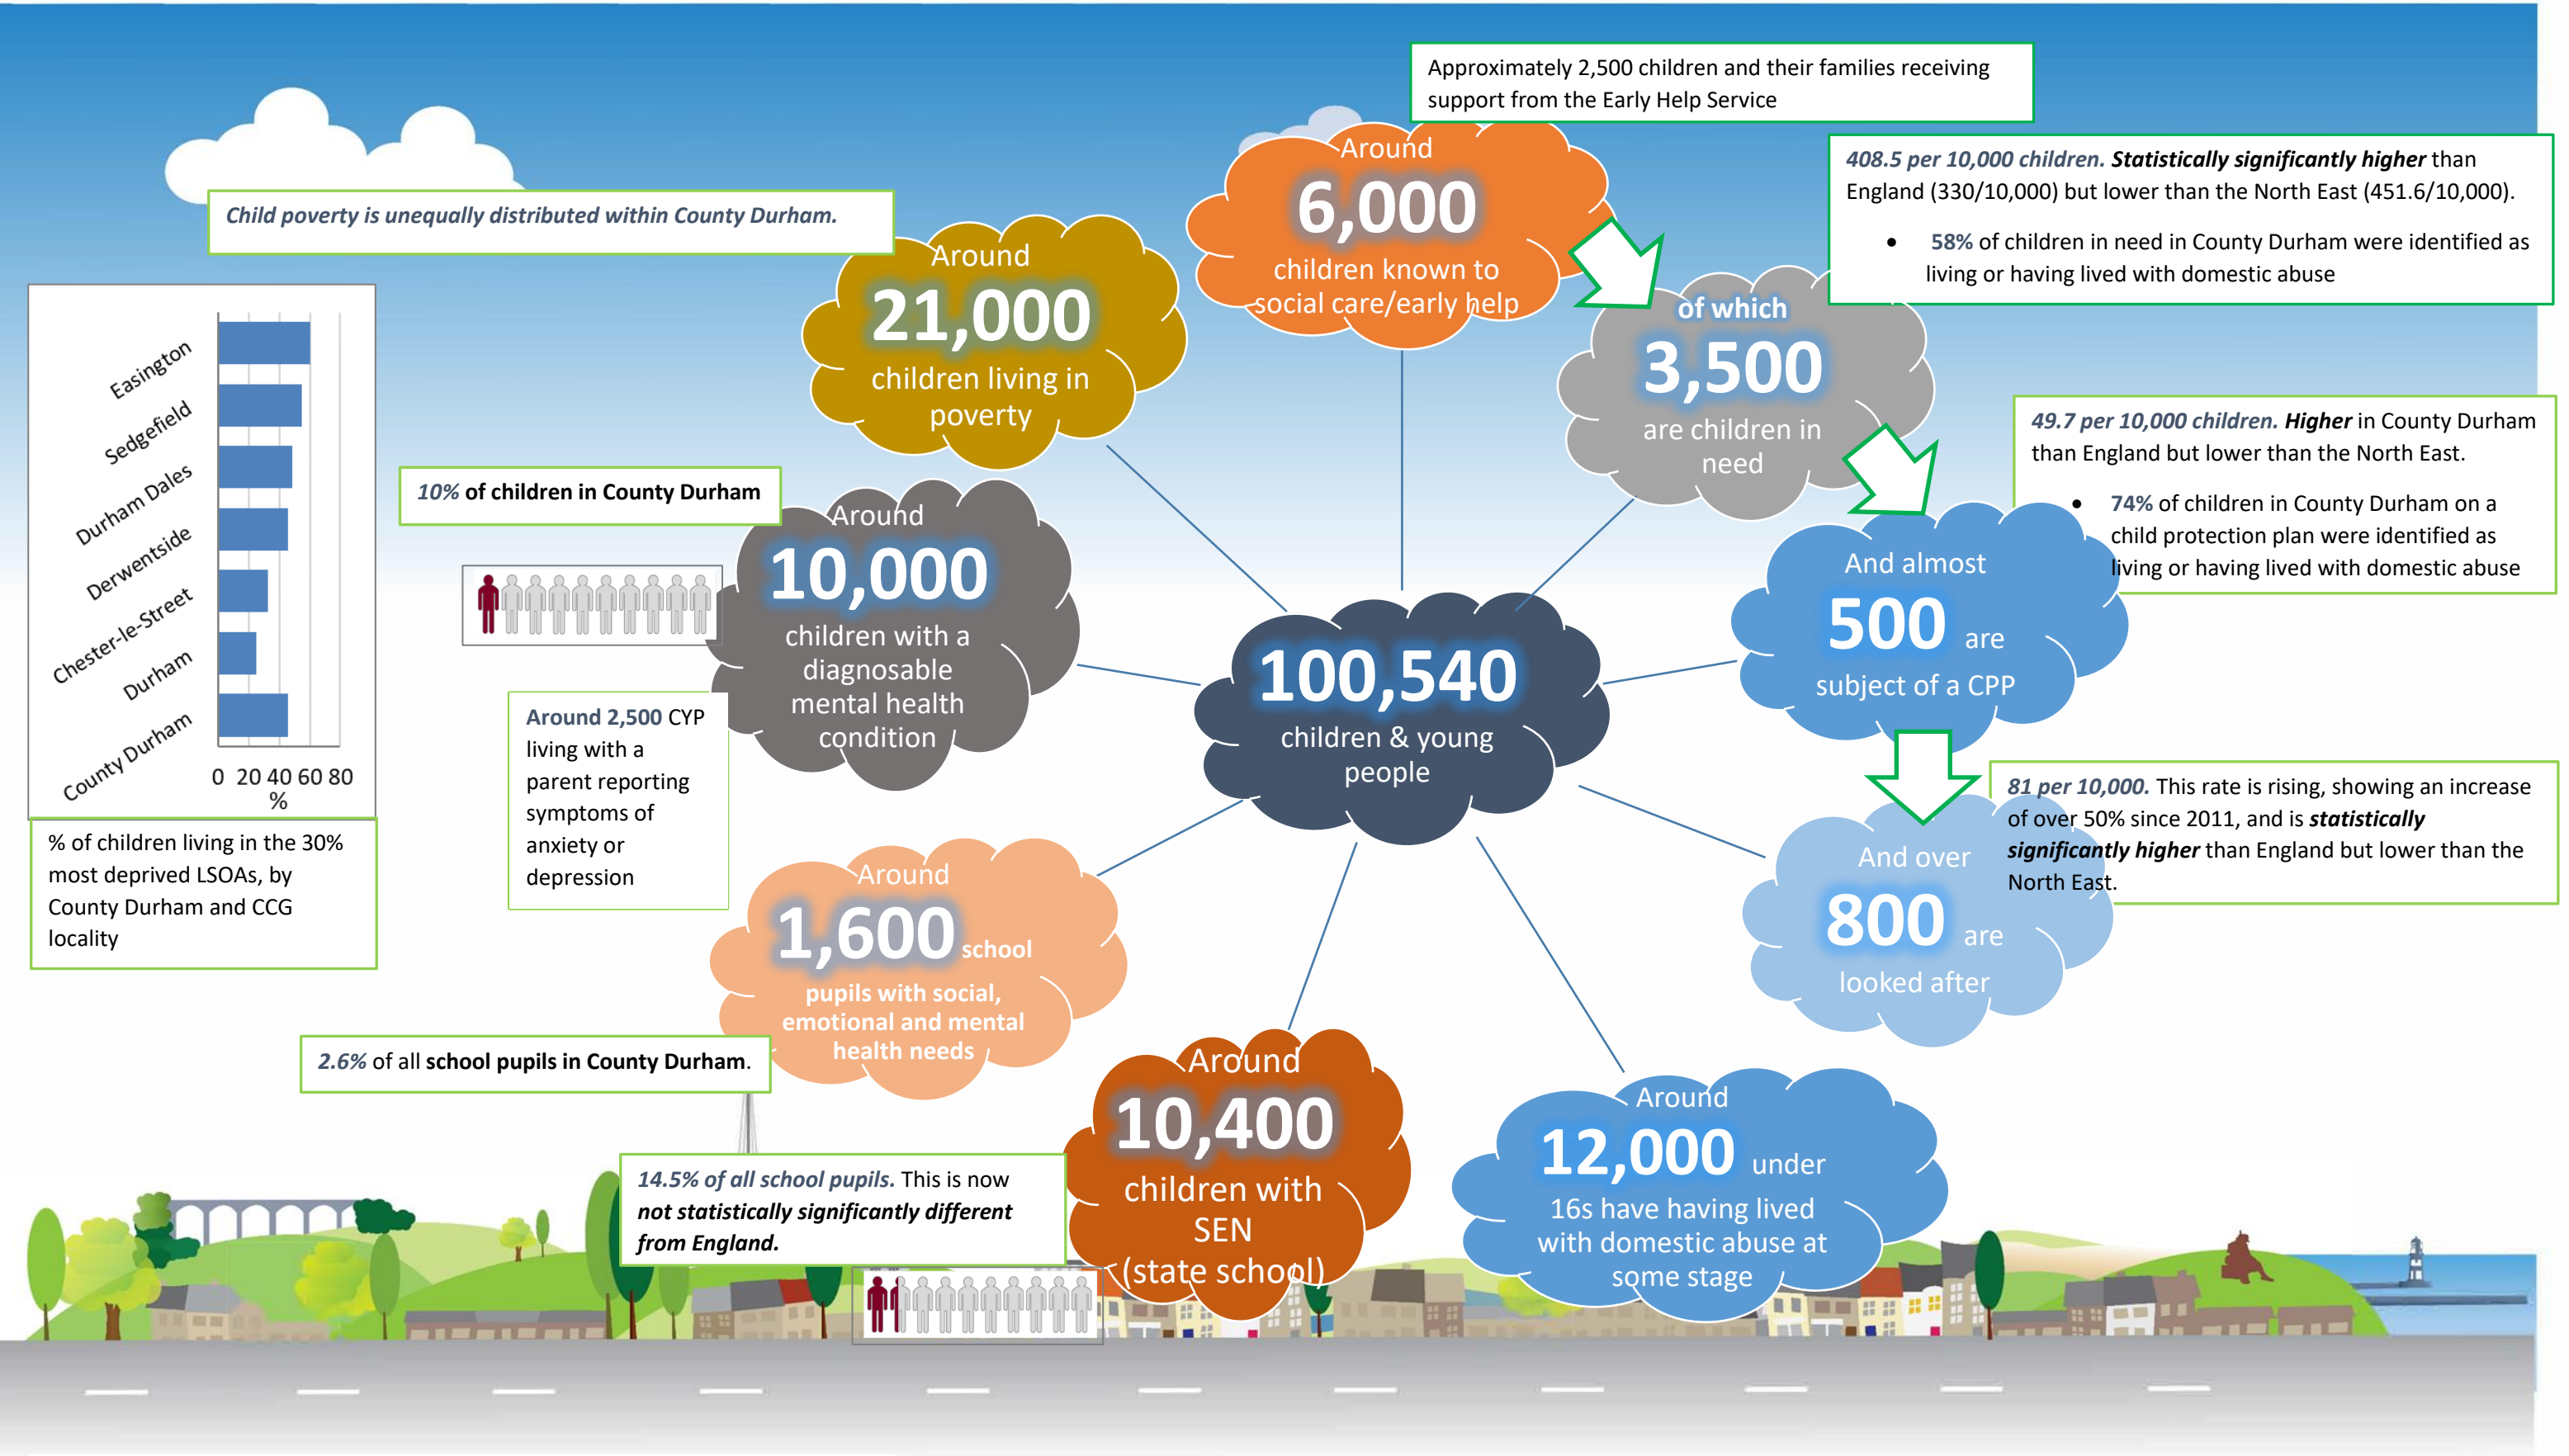 Approximately 2,500 children and their families receiving
support from the Early Help Service
Around
6,000
children known to
social care/early help
408.5 per 10,000 children. Statistically significantly higher than
England (330/10,000) but lower than the North East (451.6/10,000).
• 58% of children in need in County Durham were identified as
living or having lived with domestic abuse
of which
3,500
are children in
need
Child poverty is unequally distributed within County Durham.
Around
21,000
children living in
poverty
Easington
Sedgefield
Durham Dales
Derwentside
Chester-le-Street
Durham
County Durham
0 20 40 60 80
%
% of children living in the 30%
most deprived LSOAs, by
County Durham and CCG
locality
49.7 per 10,000 children. Higher in County Durham
than England but lower than the North East.
• 74% of children in County Durham on a
child protection plan were identified as
living or having lived with domestic abuse
And almost
500 are
subject of a CPP
10% of children in County Durham
Around
10,000
children with a
diagnosable
mental health
condition
Around 2,500 CYP
living with a
parent reporting
symptoms of
anxiety or
depression
100,540
children & young
people
81 per 10,000. This rate is rising, showing an increase
of over 50% since 2011, and is statistically
significantly higher than England but lower than the
North East.
And over
800 are
looked after
Around
1,600 school
pupils with social,
emotional and mental
health needs
2.6% of all school pupils in County Durham.
Around
10,400
children with
SEN
(state school)
14.5% of all school pupils. This is now
not statistically significantly different
from England.
Around
12,000 under
16s have having lived
with domestic abuse at
some stage